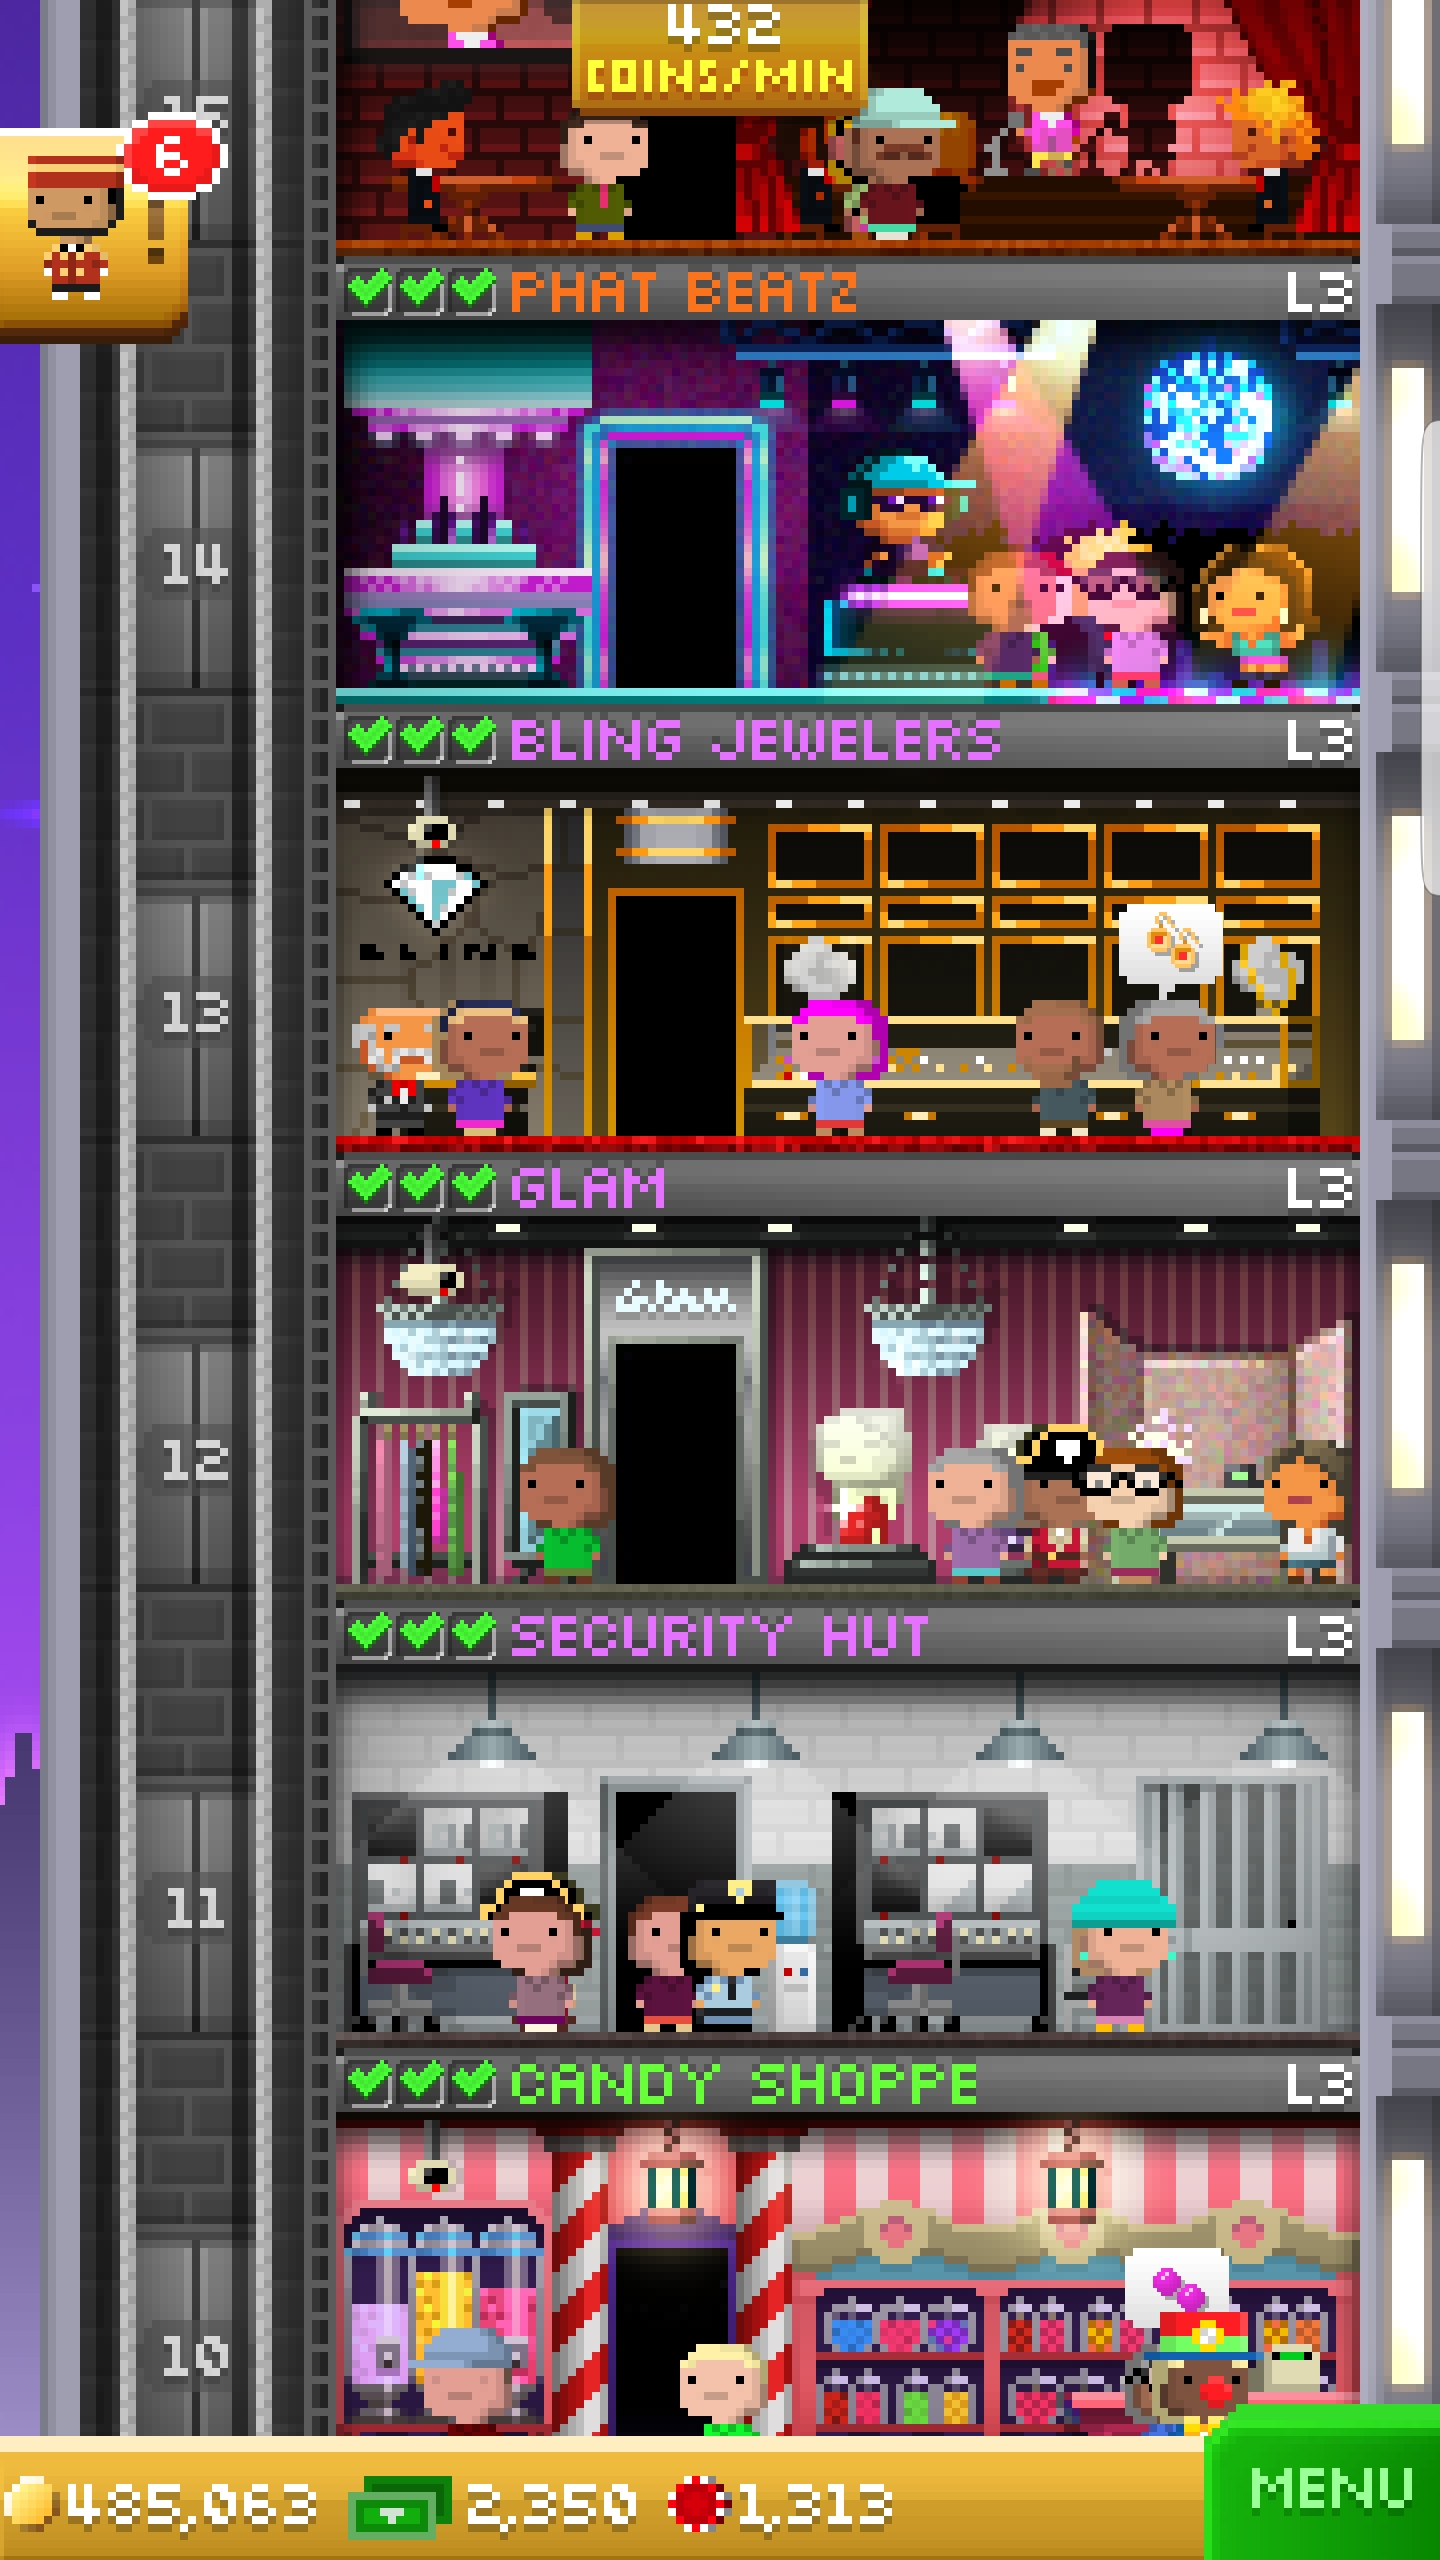 432
COINS/MIN
15
6
PHAT BEATZ L3
14
BLING JEWELERS L3
BLING
13
GLAM L3
Glam
12
SECURITY HUT L3
11
CANDY SHOPPE L3
10
485,063 2,350 1,313
MENU